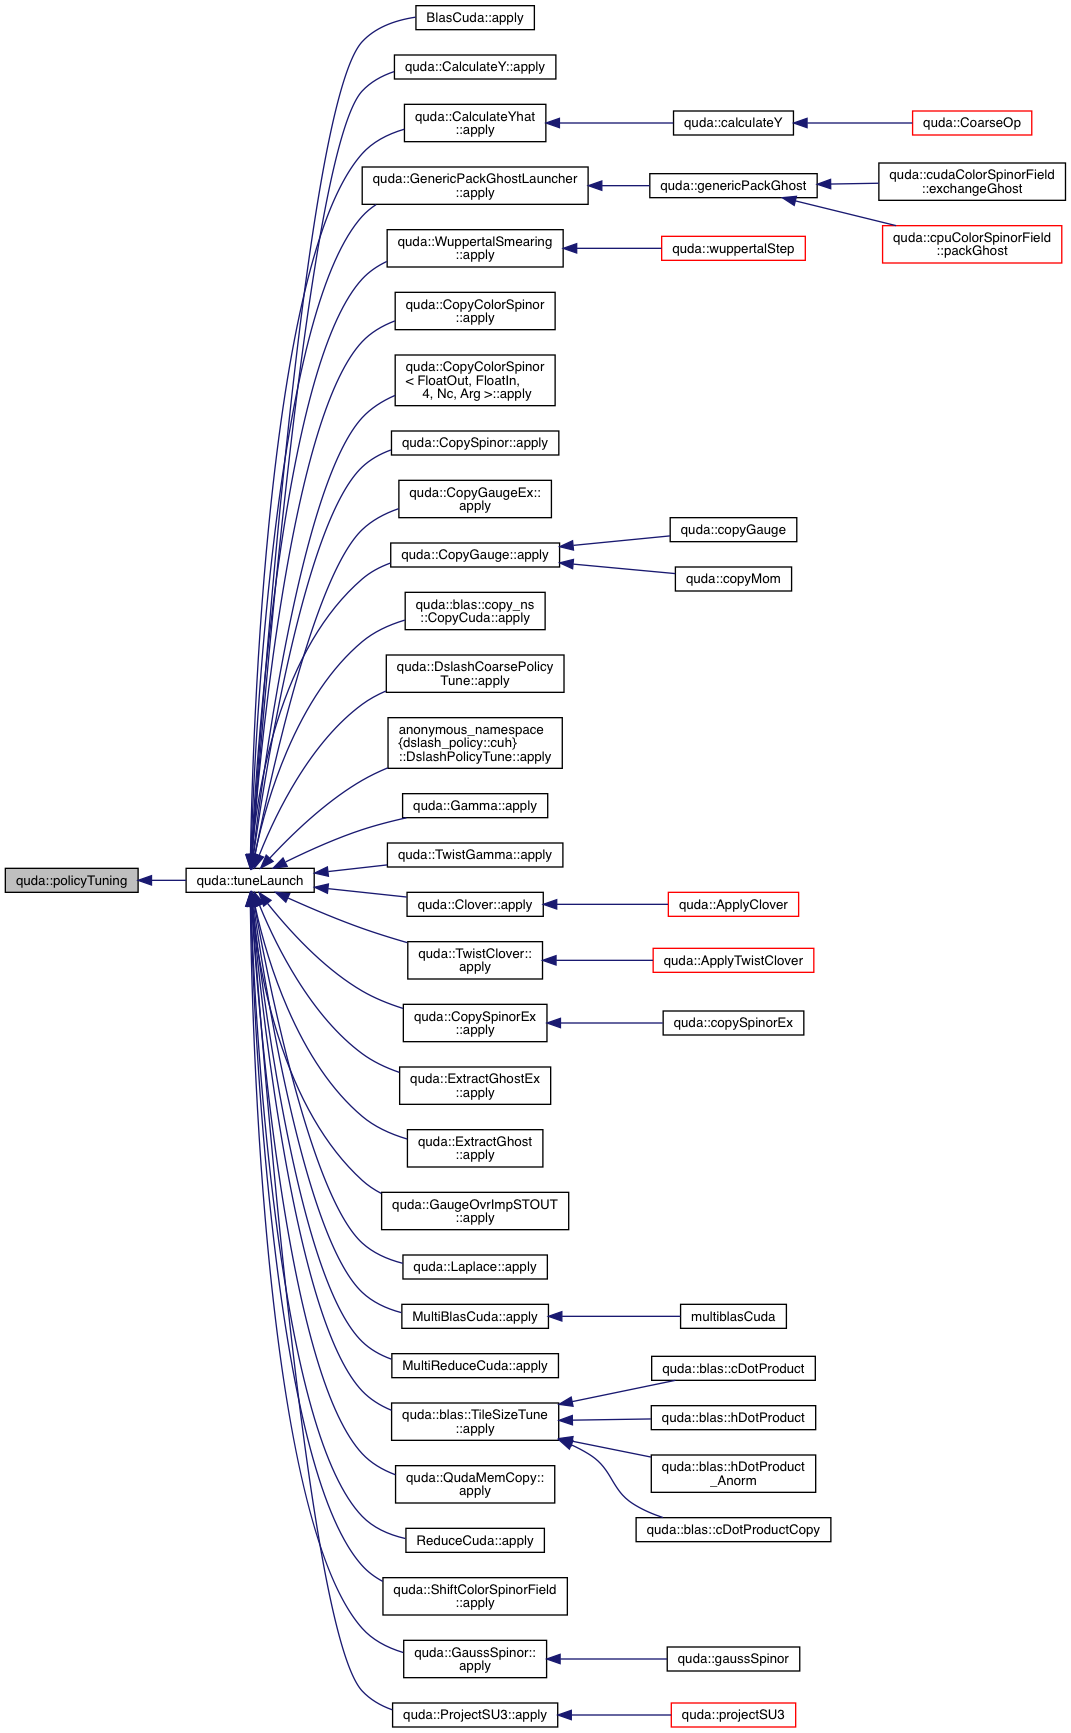 BlasCuda::apply
quda::CalculateY::apply
quda::CalculateYhat
::apply
quda::calculateY
quda::CoarseOp
quda::GenericPackGhostLauncher
::apply
quda::genericPackGhost
quda::cudaColorSpinorField
::exchangeGhost
quda::cpuColorSpinorField
::packGhost
quda::WuppertalSmearing
::apply
quda::wuppertalStep
quda::CopyColorSpinor
::apply
quda::CopyColorSpinor
< FloatOut, FloatIn,
4, Nc, Arg >::apply
quda::CopySpinor::apply
quda::CopyGaugeEx::
apply
quda::CopyGauge::apply
quda::copyGauge
quda::copyMom
quda::blas::copy_ns
::CopyCuda::apply
quda::DslashCoarsePolicy
Tune::apply
anonymous_namespace
{dslash_policy::cuh}
::DslashPolicyTune::apply
quda::Gamma::apply
quda::TwistGamma::apply
quda::policyTuning
quda::tuneLaunch
quda::Clover::apply
quda::ApplyClover
quda::TwistClover::
apply
quda::ApplyTwistClover
quda::CopySpinorEx
::apply
quda::copySpinorEx
quda::ExtractGhostEx
::apply
quda::ExtractGhost
::apply
quda::GaugeOvrImpSTOUT
::apply
quda::Laplace::apply
MultiBlasCuda::apply
multiblasCuda
MultiReduceCuda::apply
quda::blas::TileSizeTune
::apply
quda::blas::cDotProduct
quda::blas::hDotProduct
quda::blas::hDotProduct
_Anorm
quda::blas::cDotProductCopy
quda::QudaMemCopy::
apply
ReduceCuda::apply
quda::ShiftColorSpinorField
::apply
quda::GaussSpinor::
apply
quda::gaussSpinor
quda::ProjectSU3::apply
quda::projectSU3